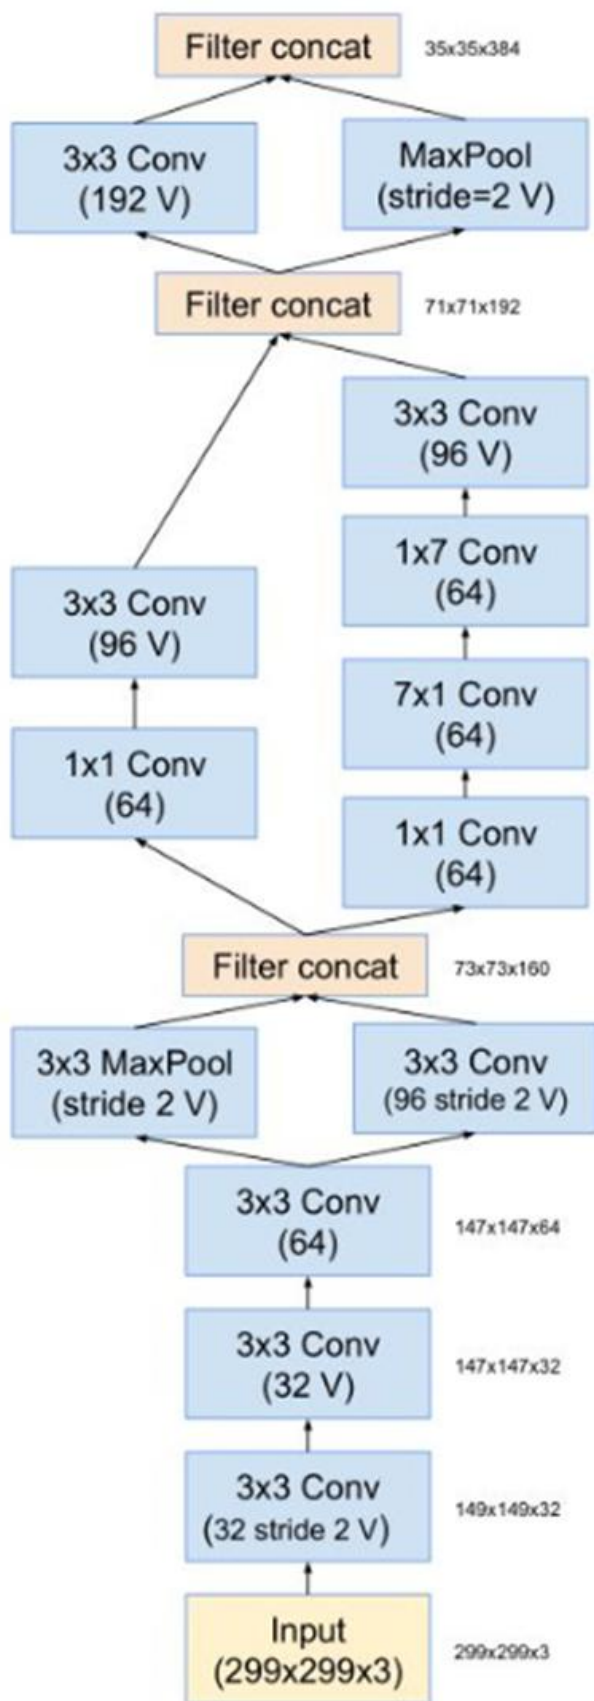 Filter concat
35x35x384
3x3 Conv
(192 V)
MaxPool
(stride=2 V)
Filter concat
71x71x192
3x3 Conv
(96 V)
1x7 Conv
(64)
3x3 Conv
(96 V)
7x1 Conv
(64)
1x1 Conv
(64)
1x1 Conv
(64)
Filter concat
73x73x160
3x3 MaxPool
(stride 2 V)
3x3 Conv
(96 stride 2 V)
3x3 Conv
(64)
147x147x64
3x3 Conv
(32 V)
147x147x32
3x3 Conv
(32 stride 2 V)
149x149x32
Input
(299x299x3)
299x299x3